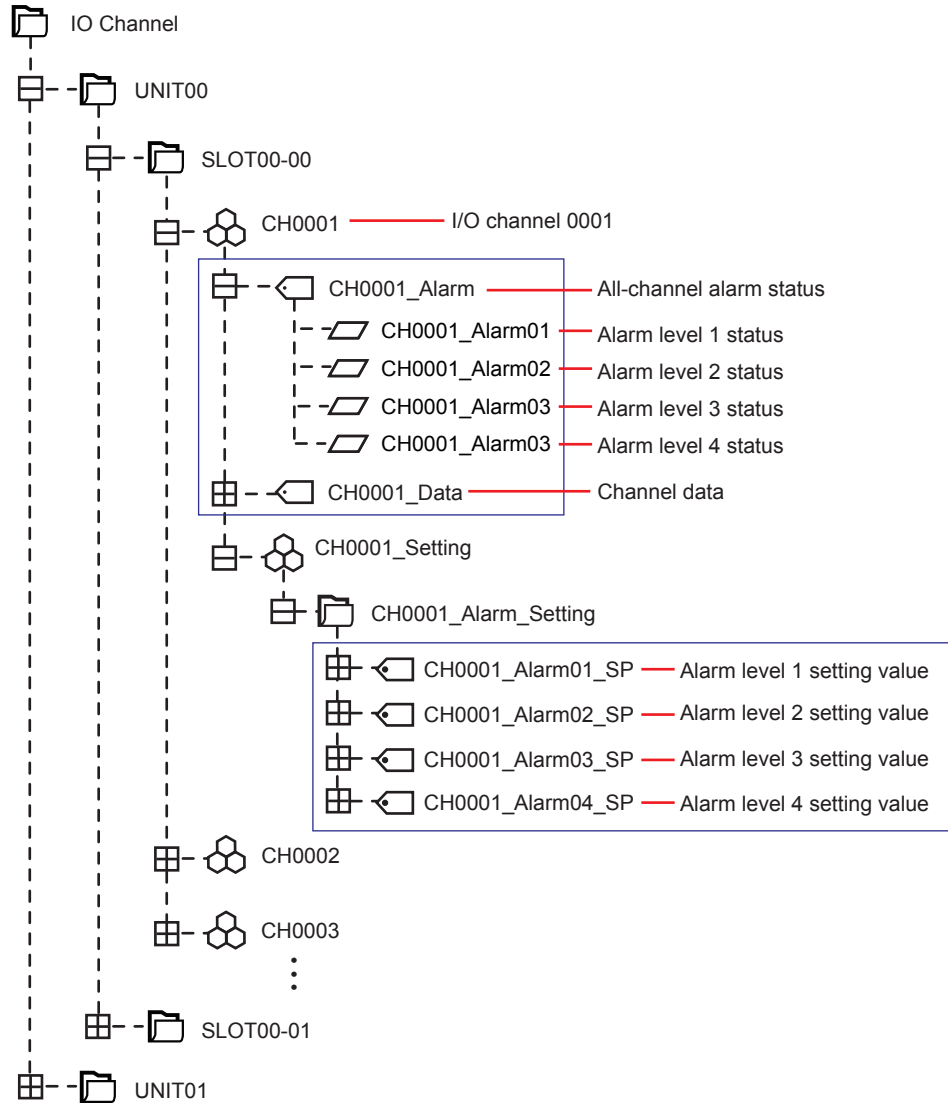 IO Channel
UNIT00
SLOT00-00
CH0001 I/O channel 0001
CH0001_Alarm All-channel alarm status
CH0001_Alarm01 Alarm level 1 status
CH0001_Alarm02 Alarm level 2 status
CH0001_Alarm03 Alarm level 3 status
CH0001_Alarm03 Alarm level 4 status
CH0001_Data Channel data
CH0001_Setting
CH0001_Alarm_Setting
CH0001_Alarm01_SP Alarm level 1 setting value
CH0001_Alarm02_SP Alarm level 2 setting value
CH0001_Alarm03_SP Alarm level 3 setting value
CH0001_Alarm04_SP Alarm level 4 setting value
CH0002
CH0003
SLOT00-01
UNIT01